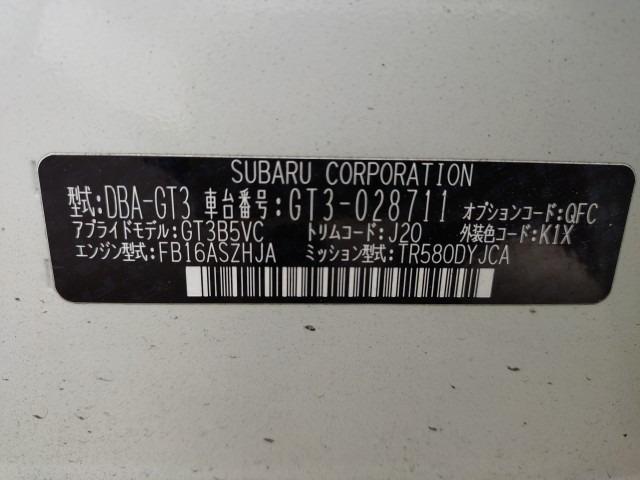 SUBARU CORPORATION
型式:DBA-GT3 車台番号:GT3-028711 オプションコード:QFC
アプライドモデル:GT3B5VC トリムコード:J20 外装色コード:K1X
エンジン型式:FB16ASZHJA ミッション型式:TR580DYJCA